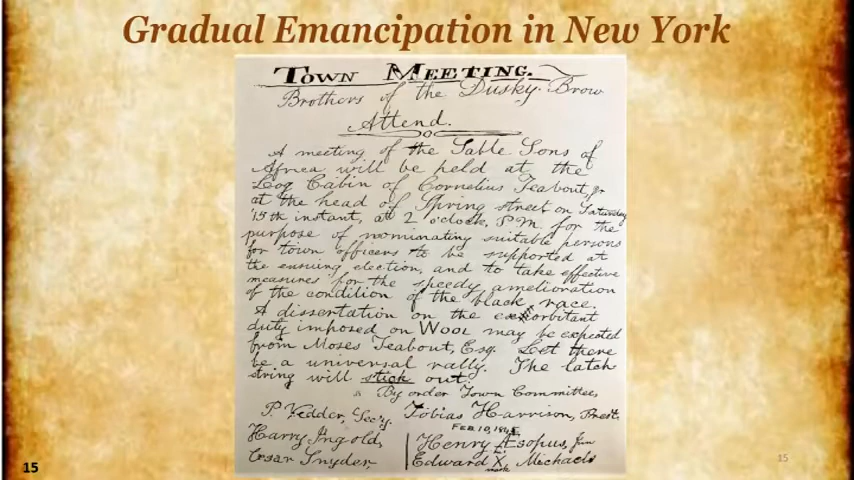 Gradual Emancipation in New York
TOWN MEETING.
Brothers of the Dusky Brow
Attend.
A meeting of the Sable Sons of
Africa will be held at the
Log Cabin of Cornelius Teabout, jr
at the head of Spring street on Saturday
15th instant, at 2 o'clock, P.M. for the
purpose of nominating suitable persons
for town officers to be supported at
the ensuing election, and to take effective
measures for the speedy amelioration
of the condition of the black race.
A dissertation on the exorbitant
duty imposed on WOOL may be expected
from Moses Teabout, Esq. Let there
be a universal rally. The latch
string will stick out.
By order Town Committee,
P. Vedder, Sec'y. Tobias Harrison, Prest.
FEB. 10, 184
Harry Ingold, Henry Æsopus, Jun
Cesar Snyder, Edward X Michaels
mark
15
15